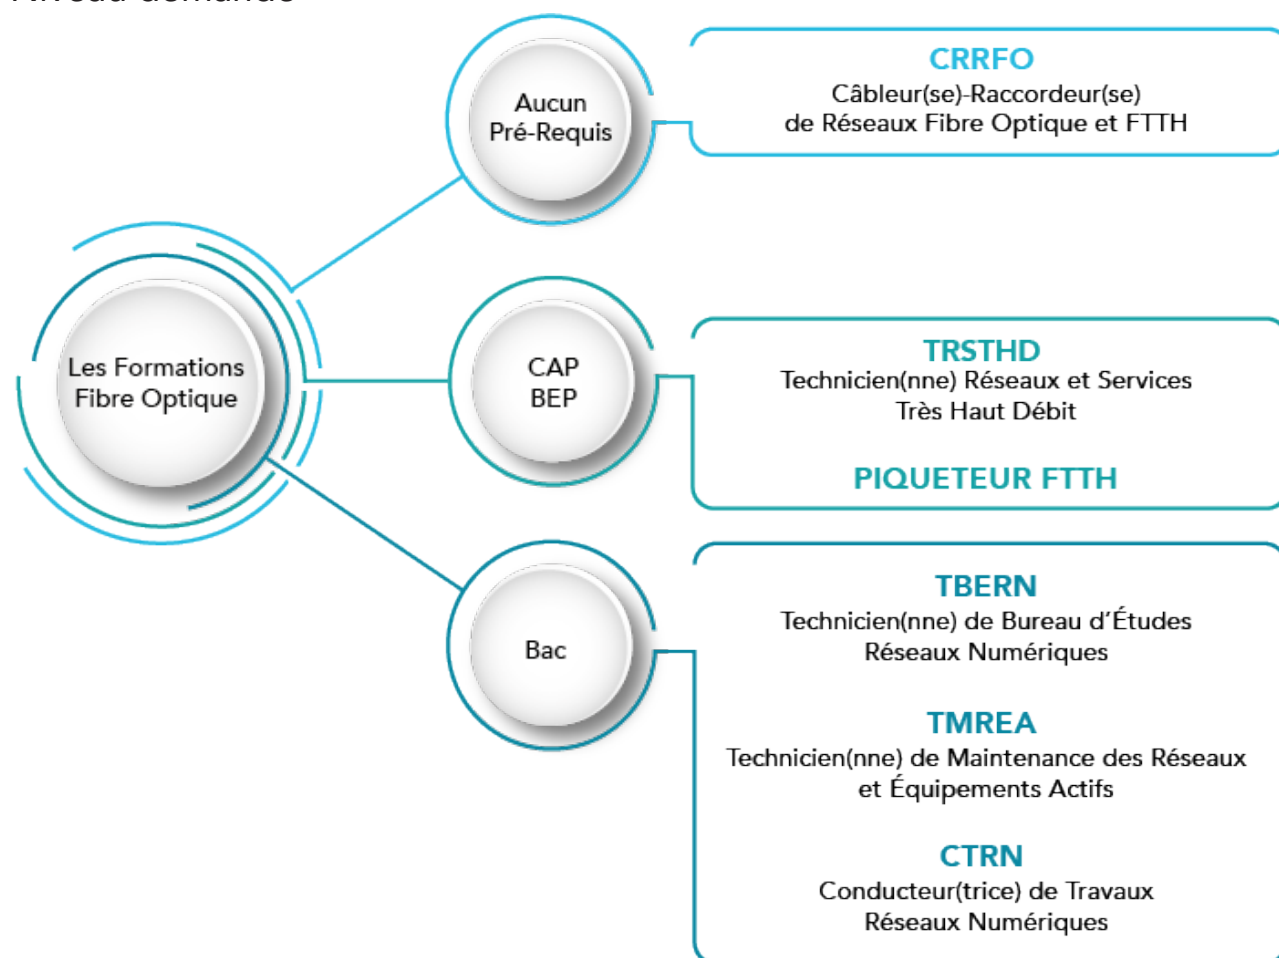 Niveau demandé
Les Formations
Fibre Optique
Aucun
Pré-Requis
CRRFO
Câbleur(se)-Raccordeur(se)
de Réseaux Fibre Optique et FTTH
CAP
BEP
TRSTHD
Technicien(nne) Réseaux et Services
Très Haut Débit
PIQUETEUR FTTH
Bac
TBERN
Technicien(nne) de Bureau d’Études
Réseaux Numériques
TMREA
Technicien(nne) de Maintenance des Réseaux
et Équipements Actifs
CTRN
Conducteur(trice) de Travaux
Réseaux Numériques